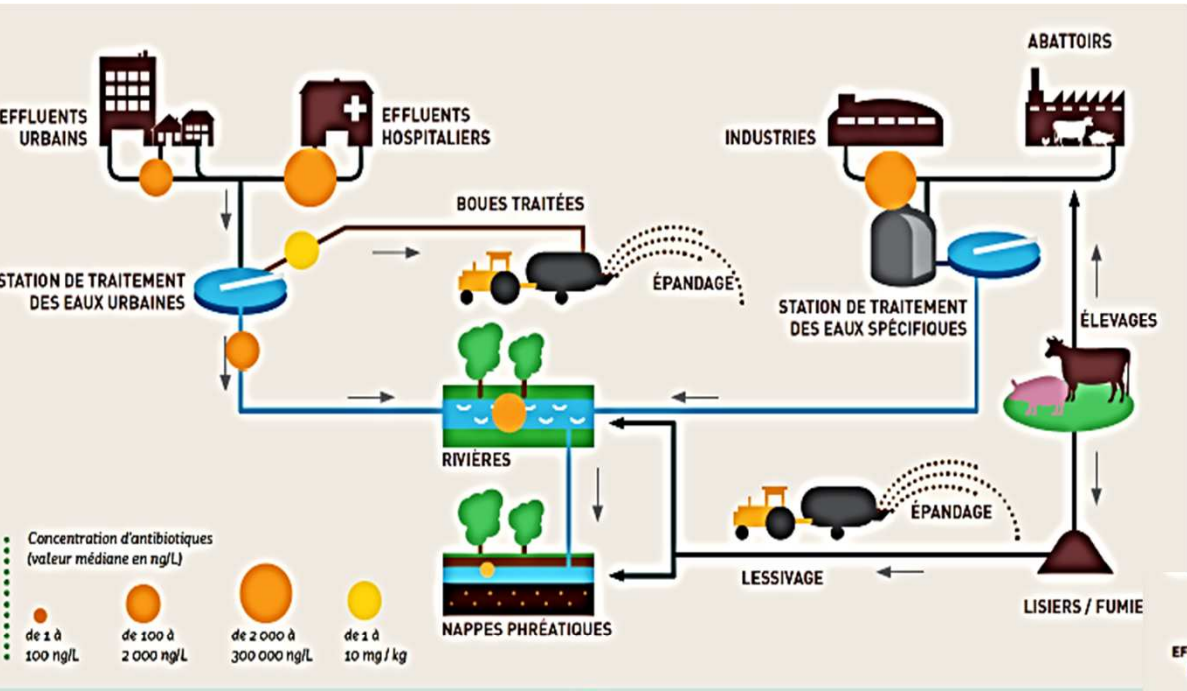 ABATTOIRS
EFFLUENTS
URBAINS
EFFLUENTS
HOSPITALIERS
INDUSTRIES
BOUES TRAITÉES
STATION DE TRAITEMENT
DES EAUX URBAINES
ÉPANDAGE
STATION DE TRAITEMENT
DES EAUX SPÉCIFIQUES
ÉLEVAGES
RIVIÈRES
ÉPANDAGE
LESSIVAGE
LISIERS / FUMIE
NAPPES PHRÉATIQUES
Concentration d'antibiotiques
(valeur médiane en ng/L)
de 1 à
100 ng/L
de 100 à
2 000 ng/L
de 2 000 à
300 000 ng/L
de 1 à
10 mg / kg
EF